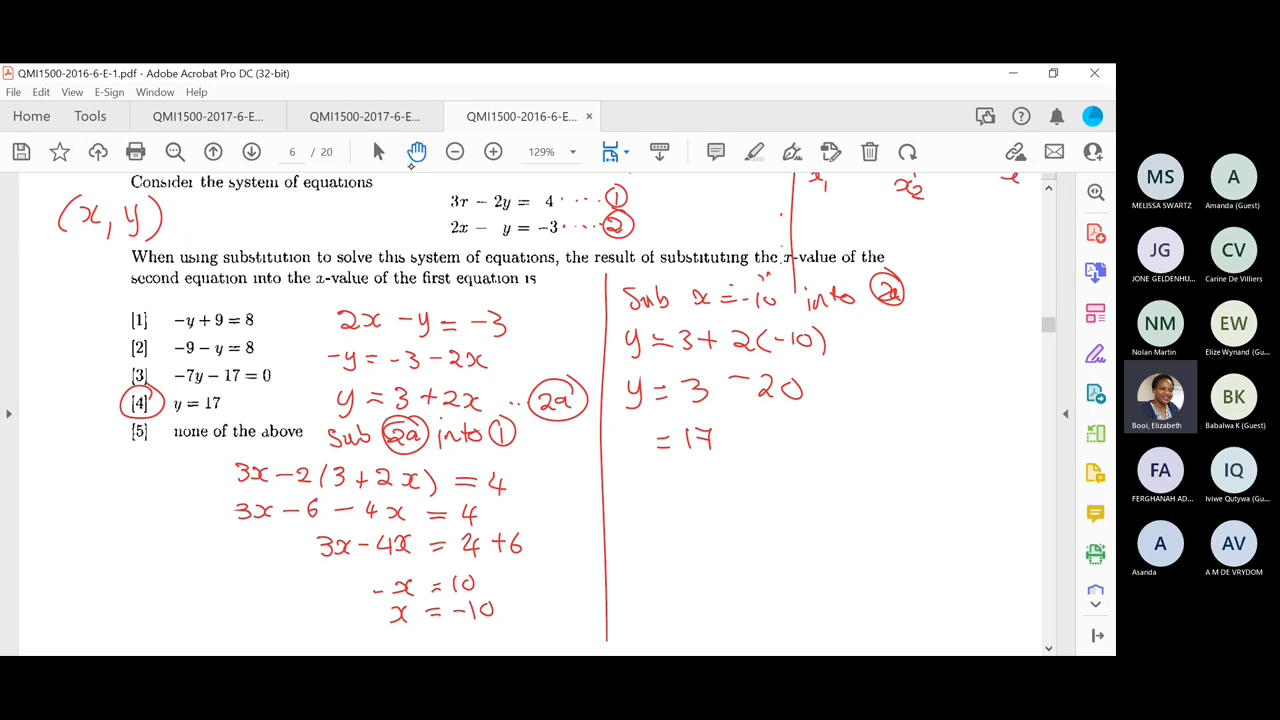 QMI1500-2016-6-E-1.pdf - Adobe Acrobat Pro DC (32-bit)
File Edit View E-Sign Window Help
Home Tools QMI1500-2017-6-E... QMI1500-2017-6-E... QMI1500-2016-6-E... ×
6 / 20 129%
Consider the system of equations
(x, y)
3x − 2y = 4 .... ①
2x − y = −3 .... ②
x1 x2
When using substitution to solve this system of equations, the result of substituting the x-value of the
second equation into the x-value of the first equation is
[1] −y + 9 = 8
[2] −9 − y = 8
[3] −7y − 17 = 0
[4] y = 17
[5] none of the above
2x − y = −3
−y = −3 − 2x
y = 3 + 2x .. 2a
Sub 2a into ①
3x − 2(3 + 2x) = 4
3x − 6 − 4x = 4
3x − 4x = 4 + 6
−x = 10
x = −10
Sub x = −10 into 2a
y = 3 + 2(−10)
y = 3 − 20
= 17
MS
MELISSA SWARTZ
A
Amanda (Guest)
JG
JONE GELDENHU...
CV
Carine De Villiers
NM
Nolan Martin
EW
Elize Wynand (Gu...
Booi, Elizabeth
BK
Babalwa K (Guest)
FA
FERGHANAH AD...
IQ
Iviwe Qutywa (Gu...
A
Asanda
AV
A M DE VRYDOM